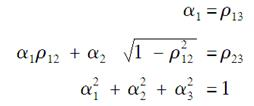 α₁ = ρ₁₃
α₁ρ₁₂ + α₂ √(1 − ρ₁₂²) = ρ₂₃
α₁² + α₂² + α₃² = 1